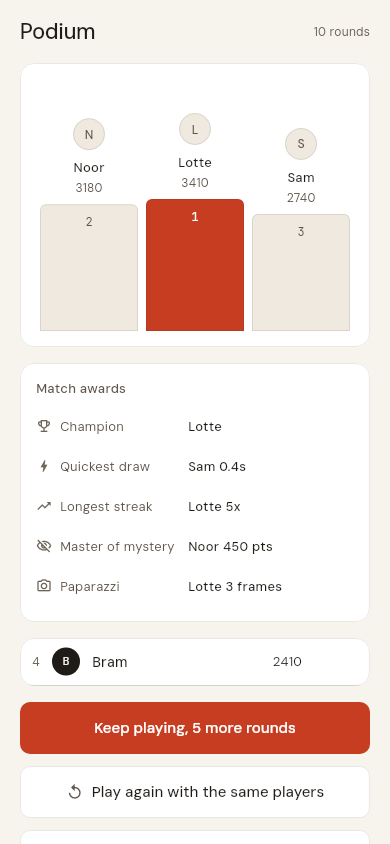 Podium
10 rounds
N
Noor
3180
2
L
Lotte
3410
1
S
Sam
2740
3
Match awards
Champion Lotte
Quickest draw Sam 0.4s
Longest streak Lotte 5x
Master of mystery Noor 450 pts
Paparazzi Lotte 3 frames
4 B Bram 2410
Keep playing, 5 more rounds
Play again with the same players